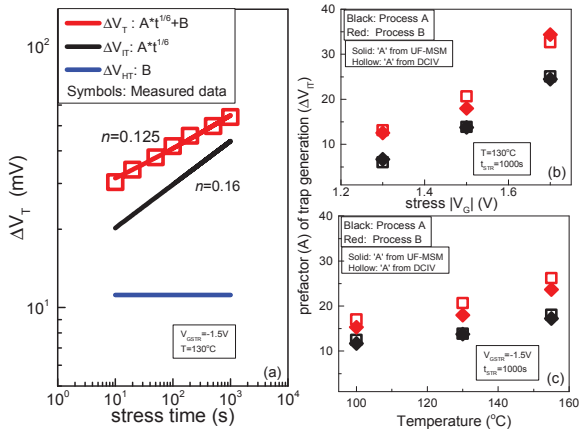 ΔV_T : A*t^1/6+B
ΔV_IT: A*t^1/6
ΔV_HT: B
Symbols: Measured data
10^2
10^1
n=0.125
n=0.16
ΔV_T (mV)
V_GSTR=-1.5V
T=130°C
(a)
10^0 10^1 10^2 10^3 10^4
stress time (s)
prefactor (A) of trap generation (ΔV_IT)
40
30
20
10
Black: Process A
Red: Process B
Solid: 'A' from UF-MSM
Hollow: 'A' from DCIV
T=130°C
t_STR=1000s
(b)
1.2 1.4 1.6 1.8
stress |V_G| (V)
40
30
20
10
0
Black: Process A
Red: Process B
Solid: 'A' from UF-MSM
Hollow: 'A' from DCIV
V_GSTR=-1.5V
t_STR=1000s
(c)
100 120 140 160
Temperature (°C)